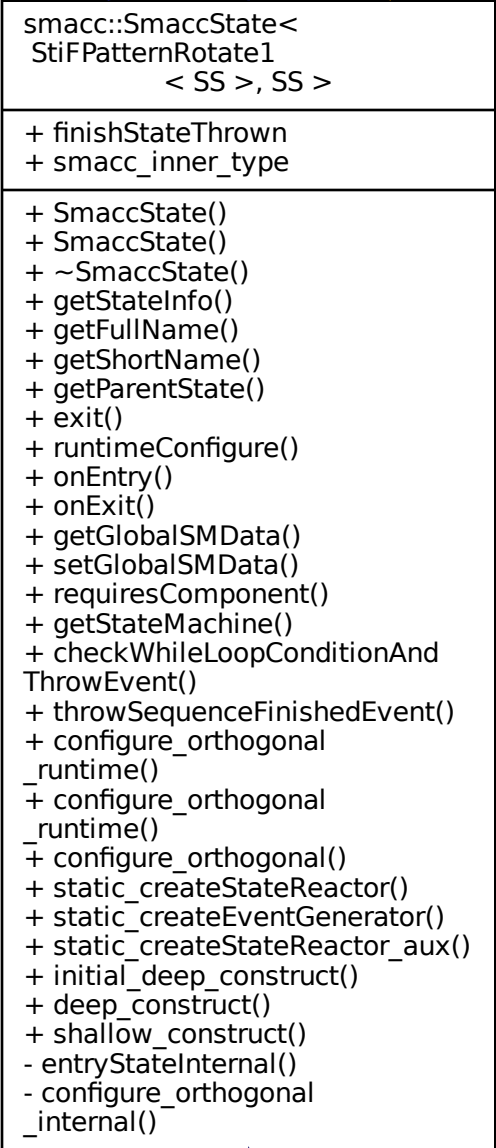 smacc::SmaccState<
StiFPatternRotate1
< SS >, SS >
+ finishStateThrown
+ smacc_inner_type
+ SmaccState()
+ SmaccState()
+ ~SmaccState()
+ getStateInfo()
+ getFullName()
+ getShortName()
+ getParentState()
+ exit()
+ runtimeConfigure()
+ onEntry()
+ onExit()
+ getGlobalSMData()
+ setGlobalSMData()
+ requiresComponent()
+ getStateMachine()
+ checkWhileLoopConditionAnd
ThrowEvent()
+ throwSequenceFinishedEvent()
+ configure_orthogonal
_runtime()
+ configure_orthogonal
_runtime()
+ configure_orthogonal()
+ static_createStateReactor()
+ static_createEventGenerator()
+ static_createStateReactor_aux()
+ initial_deep_construct()
+ deep_construct()
+ shallow_construct()
- entryStateInternal()
- configure_orthogonal
_internal()